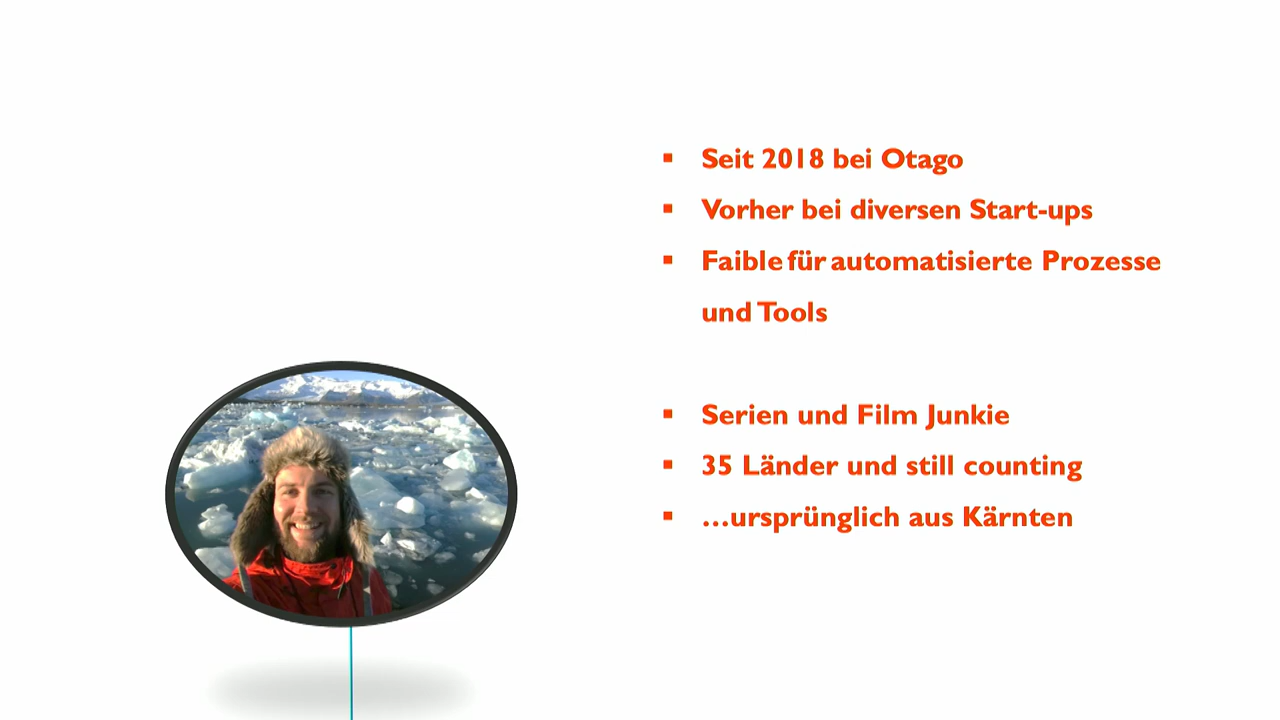 ▪ Seit 2018 bei Otago
▪ Vorher bei diversen Start-ups
▪ Faible für automatisierte Prozesse
und Tools
▪ Serien und Film Junkie
▪ 35 Länder und still counting
▪ …ursprünglich aus Kärnten